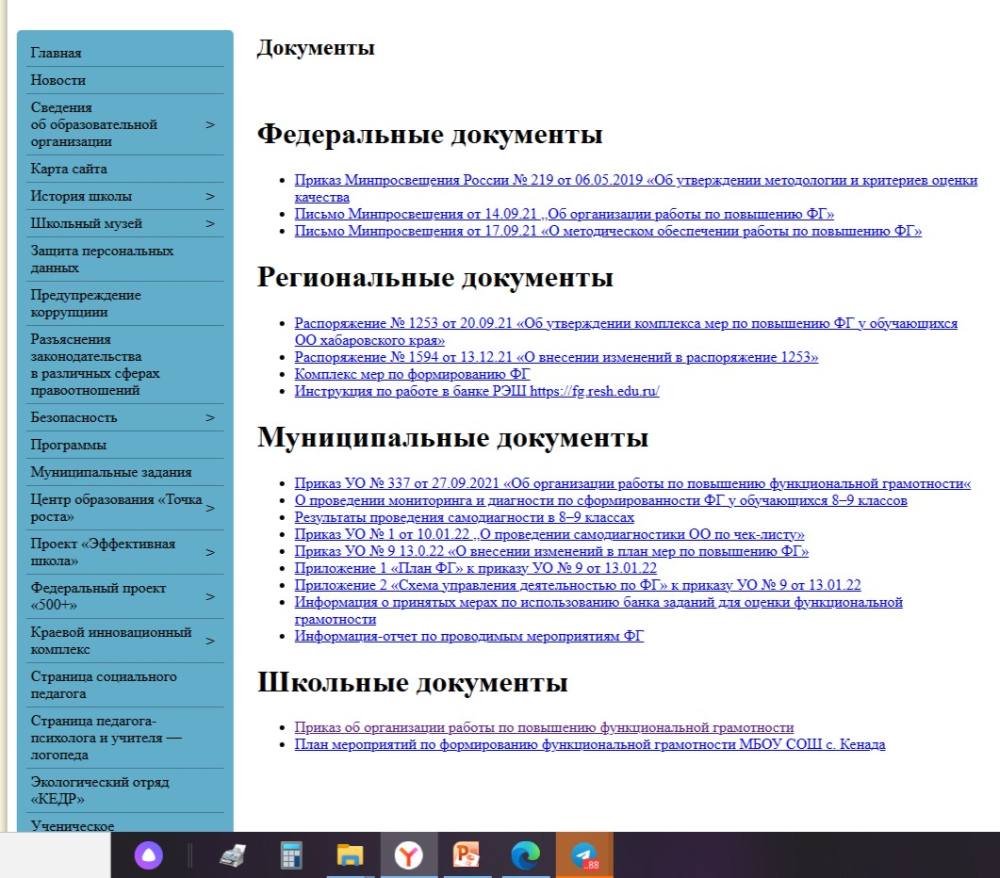 Главная
Новости
Сведения
об образовательной
организации
>
Карта сайта
История школы >
Школьный музей >
Защита персональных
данных
Предупреждение
коррупциии
Разъяснения
законодательства
в различных сферах
правоотношений
Безопасность >
Программы
Муниципальные задания
Центр образования «Точка
роста» >
Проект «Эффективная
школа» >
Федеральный проект
«500+» >
Краевой инновационный
комплекс >
Страница социального
педагога
Страница педагога-
психолога и учителя —
логопеда
Экологический отряд
«КЕДР»
Ученическое
Документы
Федеральные документы
Приказ Минпросвещения России № 219 от 06.05.2019 «Об утверждении методологии и критериев оценки
качества
Письмо Минпросвещения от 14.09.21 „Об организации работы по повышению ФГ»
Письмо Минпросвещения от 17.09.21 «О методическом обеспечении работы по повышению ФГ»
Региональные документы
Распоряжение № 1253 от 20.09.21 «Об утверждении комплекса мер по повышению ФГ у обучающихся
ОО хабаровского края»
Распоряжение № 1594 от 13.12.21 «О внесении изменений в распоряжение 1253»
Комплекс мер по формированию ФГ
Инструкция по работе в банке РЭШ https://fg.resh.edu.ru/
Муниципальные документы
Приказ УО № 337 от 27.09.2021 «Об организации работы по повышению функциональной грамотности«
О проведении мониторинга и диагности по сформированности ФГ у обучающихся 8–9 классов
Результаты проведения самодиагности в 8–9 классах
Приказ УО № 1 от 10.01.22 „О проведении самодиагностики ОО по чек-листу»
Приказ УО № 9 13.0.22 «О внесении изменений в план мер по повышению ФГ»
Приложение 1 «План ФГ» к приказу УО № 9 от 13.01.22
Приложение 2 «Схема управления деятельностью по ФГ» к приказу УО № 9 от 13.01.22
Информация о принятых мерах по использованию банка заданий для оценки функциональной
грамотности
Информация-отчет по проводимым мероприятиям ФГ
Школьные документы
Приказ об организации работы по повышению функциональной грамотности
План мероприятий по формированию функциональной грамотности МБОУ СОШ с. Кенада
..88